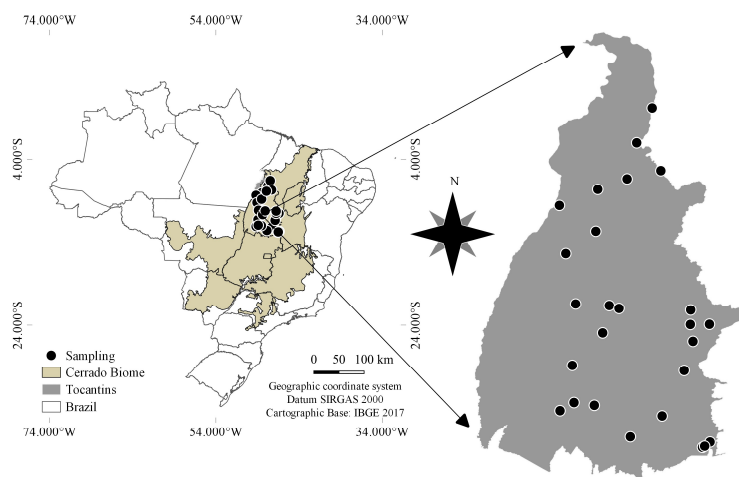 74.000°W
54.000°W
34.000°W
4.000°S
4.000°S
N
24.000°S
24.000°S
Sampling
Cerrado Biome
Tocantins
Brazil
0 50 100 km
Geographic coordinate system
Datum SIRGAS 2000
Cartographic Base: IBGE 2017
74.000°W
54.000°W
34.000°W